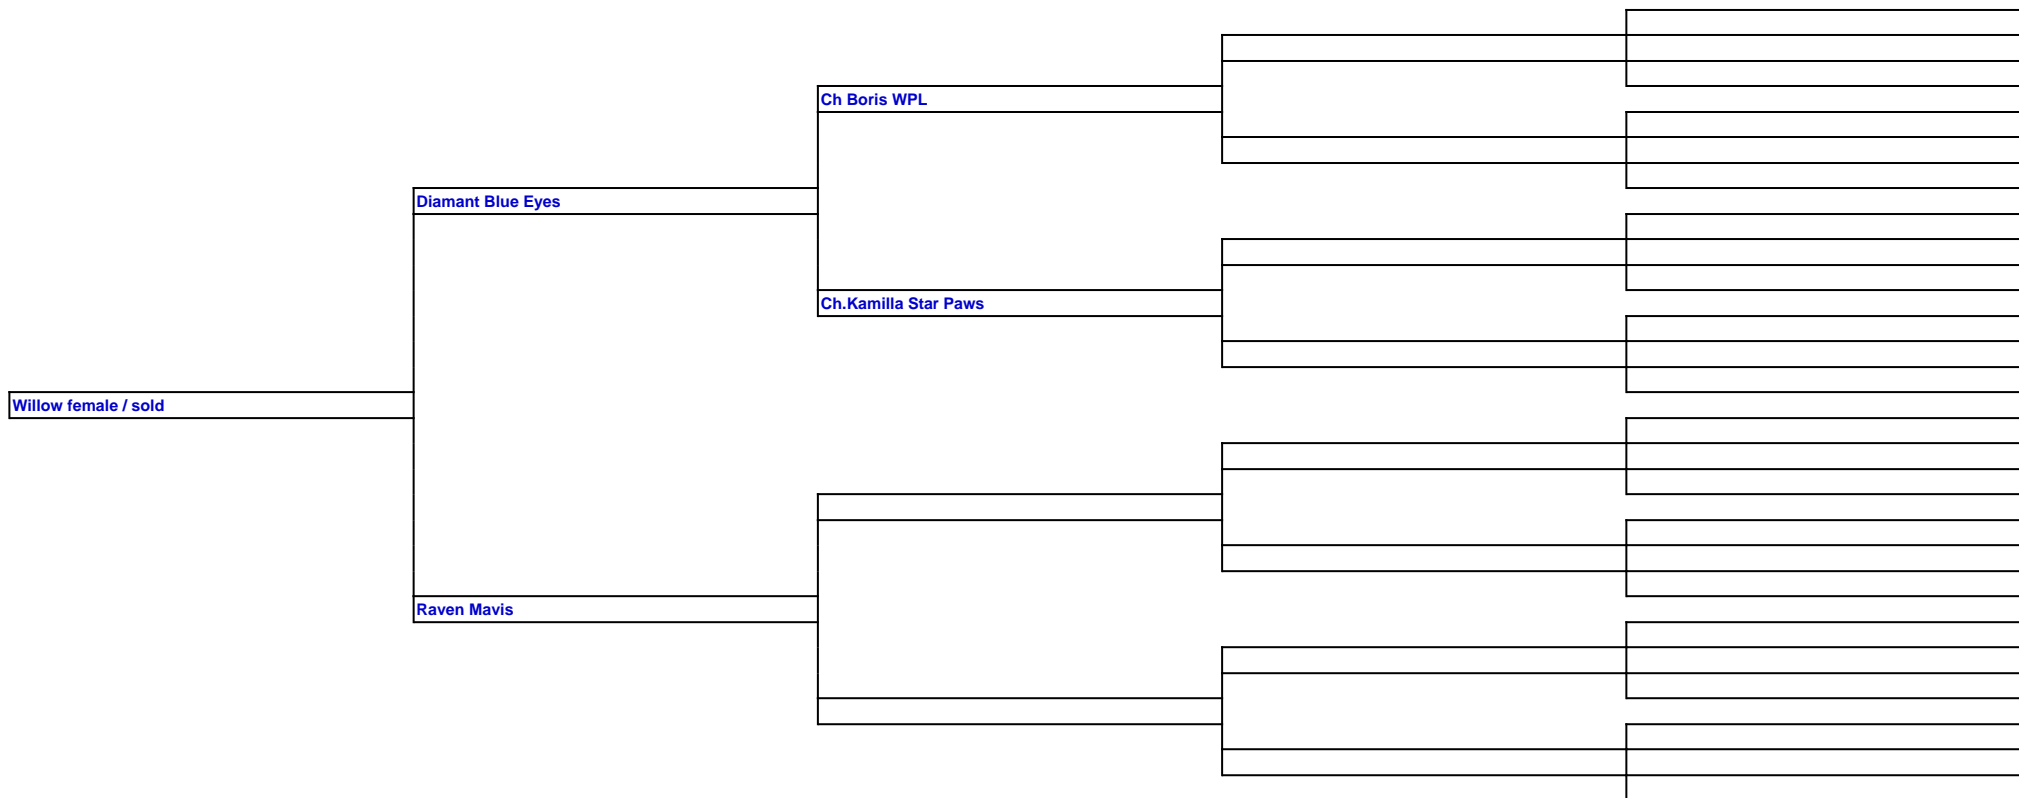 Ch Boris WPL
Diamant Blue Eyes
Ch.Kamilla Star Paws
Willow female / sold
Raven Mavis